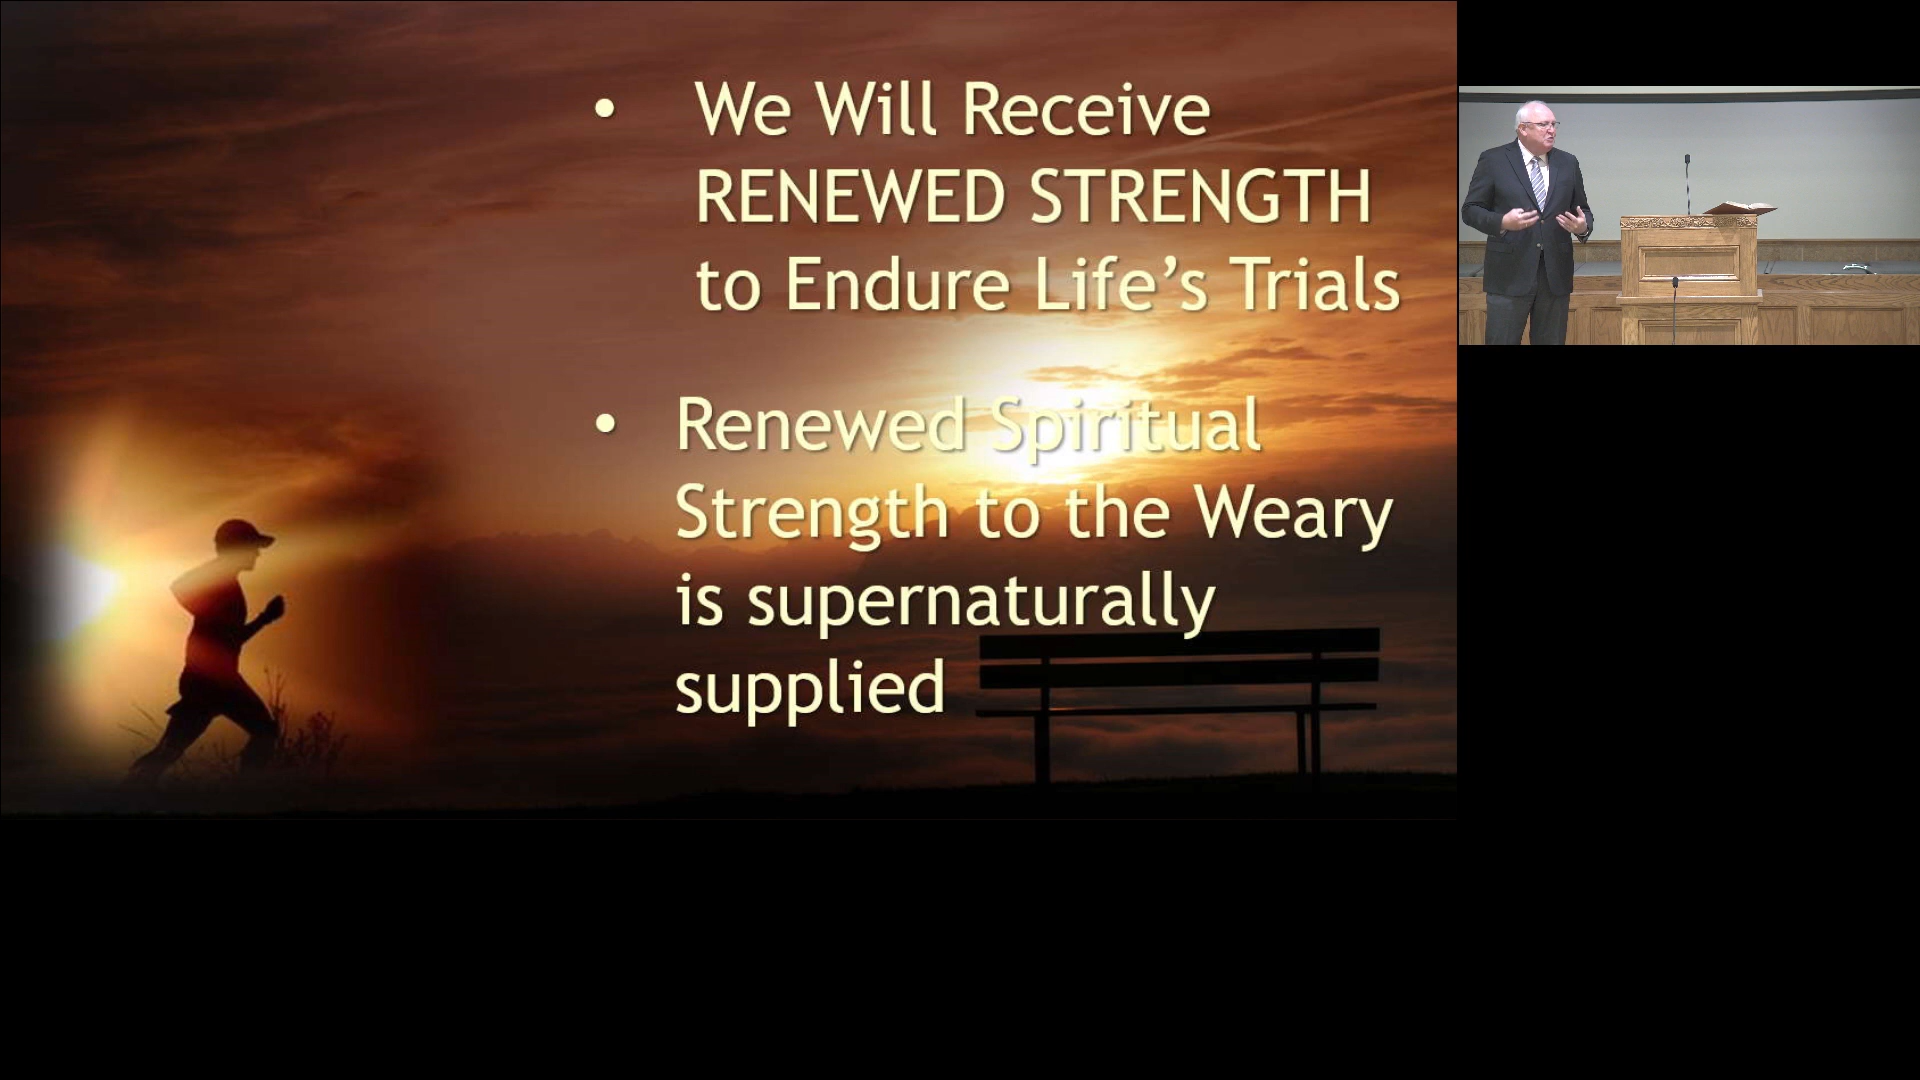 • We Will Receive
RENEWED STRENGTH
to Endure Life’s Trials
• Renewed Spiritual
Strength to the Weary
is supernaturally
supplied